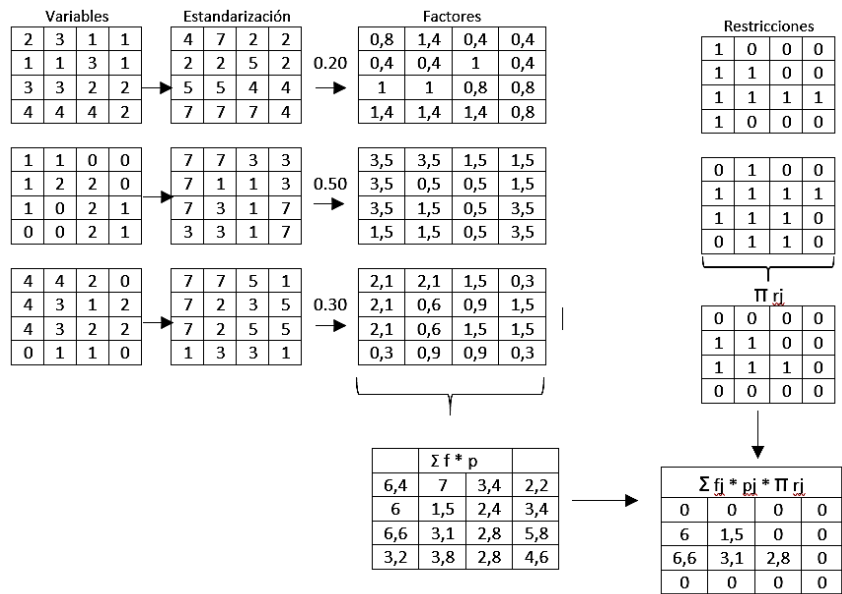 Variables
Estandarización
Factores
Restricciones
2 3 1 1
1 1 3 1
3 3 2 2
4 4 4 2
4 7 2 2
2 2 5 2
5 5 4 4
7 7 7 4
0.20
0,8 1,4 0,4 0,4
0,4 0,4 1 0,4
1 1 0,8 0,8
1,4 1,4 1,4 0,8
1 0 0 0
1 1 0 0
1 1 1 1
1 0 0 0
1 1 0 0
1 2 2 0
1 0 2 1
0 0 2 1
7 7 3 3
7 1 1 3
7 3 1 7
3 3 1 7
0.50
3,5 3,5 1,5 1,5
3,5 0,5 0,5 1,5
3,5 1,5 0,5 3,5
1,5 1,5 0,5 3,5
0 1 0 0
1 1 1 1
1 1 1 0
0 1 1 0
4 4 2 0
4 3 1 2
4 3 2 2
0 1 1 0
7 7 5 1
7 2 3 5
7 2 5 5
1 3 3 1
0.30
2,1 2,1 1,5 0,3
2,1 0,6 0,9 1,5
2,1 0,6 1,5 1,5
0,3 0,9 0,9 0,3
Π rj
0 0 0 0
1 1 0 0
1 1 1 0
0 0 0 0
Σ f * p
6,4 7 3,4 2,2
6 1,5 2,4 3,4
6,6 3,1 2,8 5,8
3,2 3,8 2,8 4,6
Σ fj * pj * Π rj
0 0 0 0
6 1,5 0 0
6,6 3,1 2,8 0
0 0 0 0